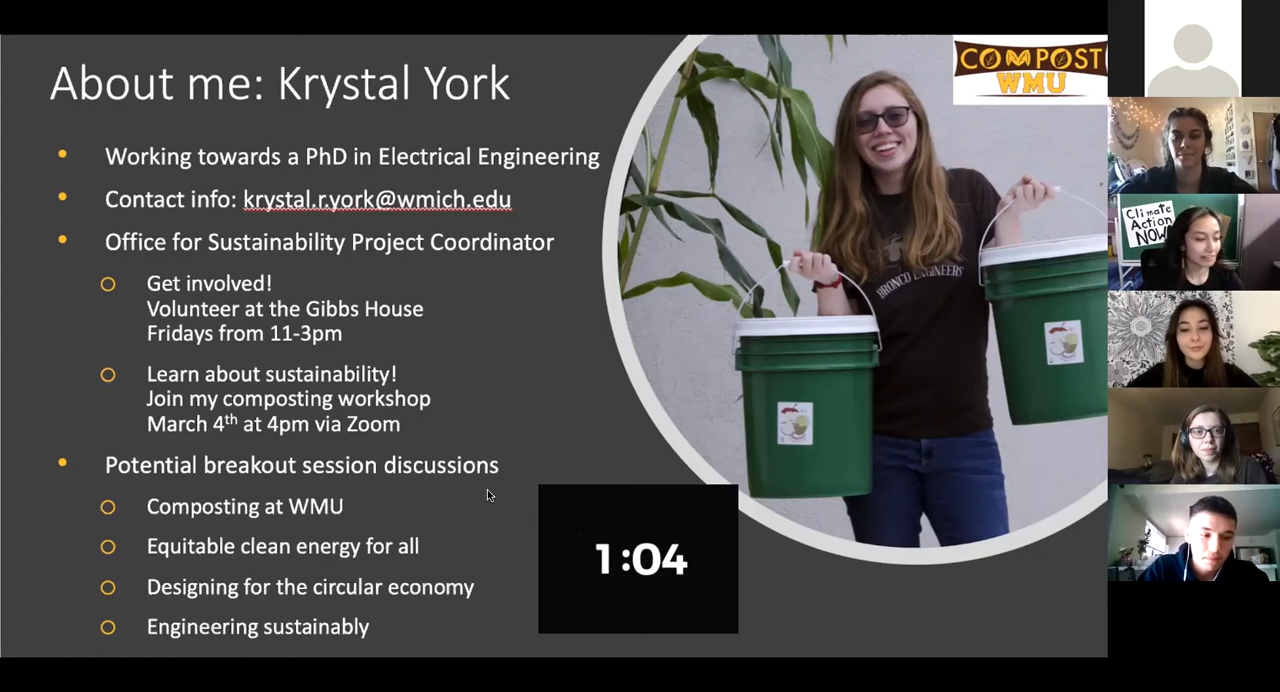 About me: Krystal York
Working towards a PhD in Electrical Engineering
Contact info: krystal.r.york@wmich.edu
Office for Sustainability Project Coordinator
Get involved!
Volunteer at the Gibbs House
Fridays from 11-3pm
Learn about sustainability!
Join my composting workshop
March 4th at 4pm via Zoom
Potential breakout session discussions
Composting at WMU
Equitable clean energy for all
Designing for the circular economy
Engineering sustainably
1:04
COMPOST
WMU
BRONCO ENGINEERS
Climate
Action
NOW